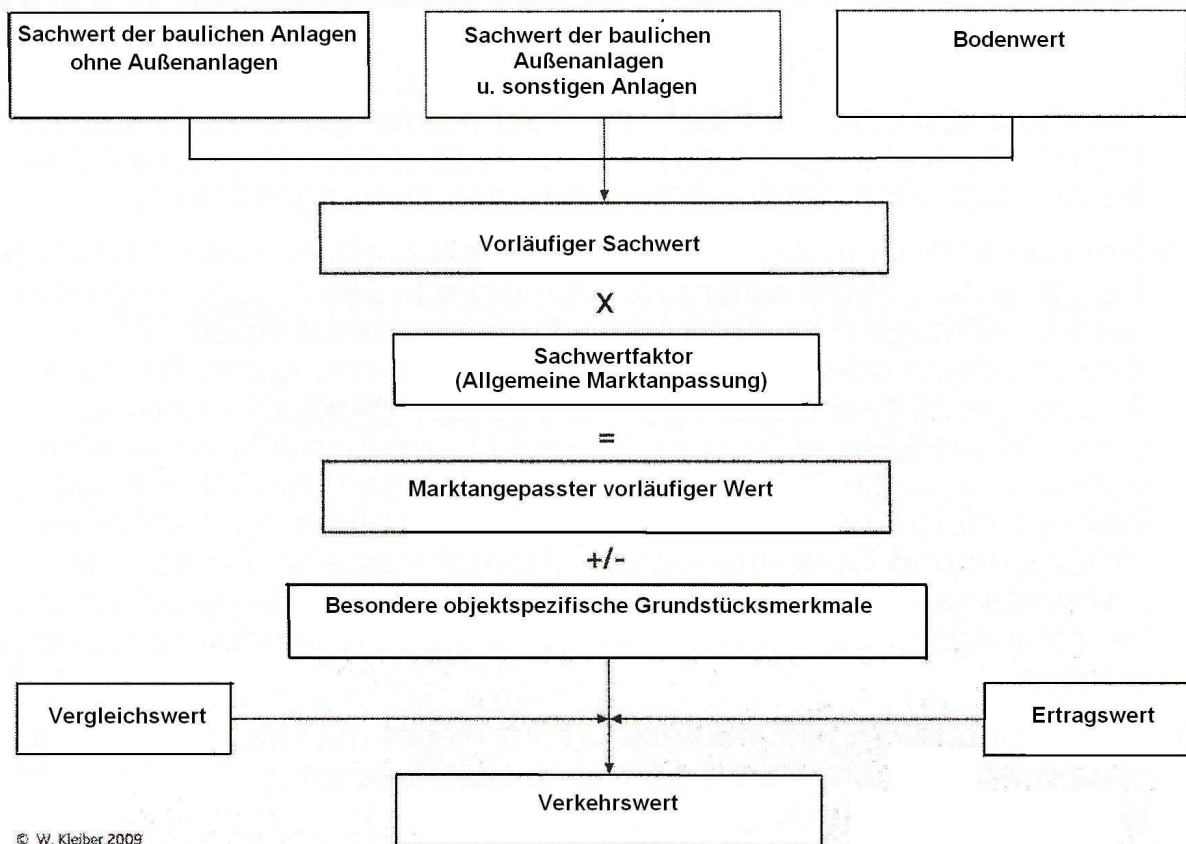 Sachwert der baulichen Anlagen
ohne Außenanlagen
Sachwert der baulichen
Außenanlagen
u. sonstigen Anlagen
Bodenwert
Vorläufiger Sachwert
X
Sachwertfaktor
(Allgemeine Marktanpassung)
=
Marktangepasster vorläufiger Wert
+/-
Besondere objektspezifische Grundstücksmerkmale
Vergleichswert
Ertragswert
Verkehrswert
© W. Kleiber 2009